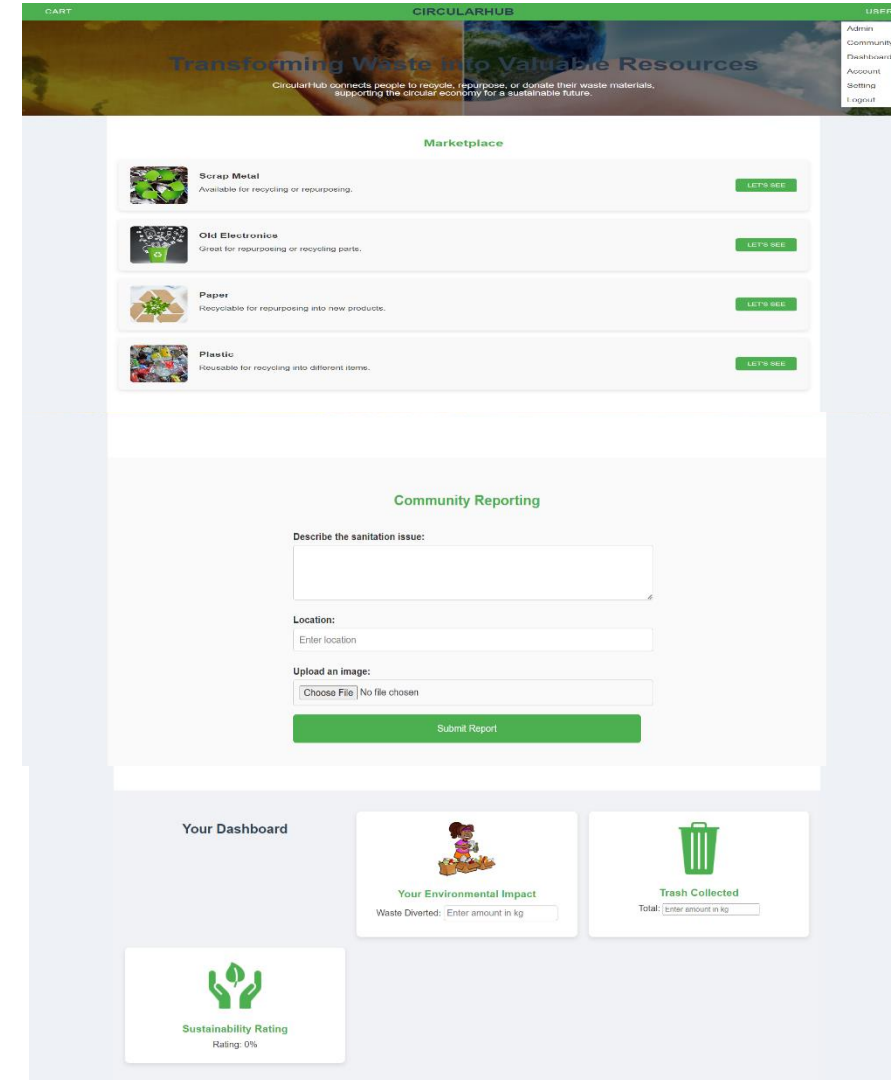 CART
CIRCULARHUB
USER
Admin
Community
Dashboard
Account
Setting
Logout
Transforming Waste into Valuable Resources
CircularHub connects people to recycle, repurpose, or donate their waste materials,
supporting the circular economy for a sustainable future.
Marketplace
Scrap Metal
Available for recycling or repurposing.
LET'S SEE
Old Electronics
Great for repurposing or recycling parts.
LET'S SEE
Paper
Recyclable for repurposing into new products.
LET'S SEE
Plastic
Reusable for recycling into different items.
LET'S SEE
Community Reporting
Describe the sanitation issue:
Location:
Enter location
Upload an image:
Choose File No file chosen
Submit Report
Your Dashboard
Your Environmental Impact
Waste Diverted: Enter amount in kg
Trash Collected
Total: Enter amount in kg
Sustainability Rating
Rating: 0%